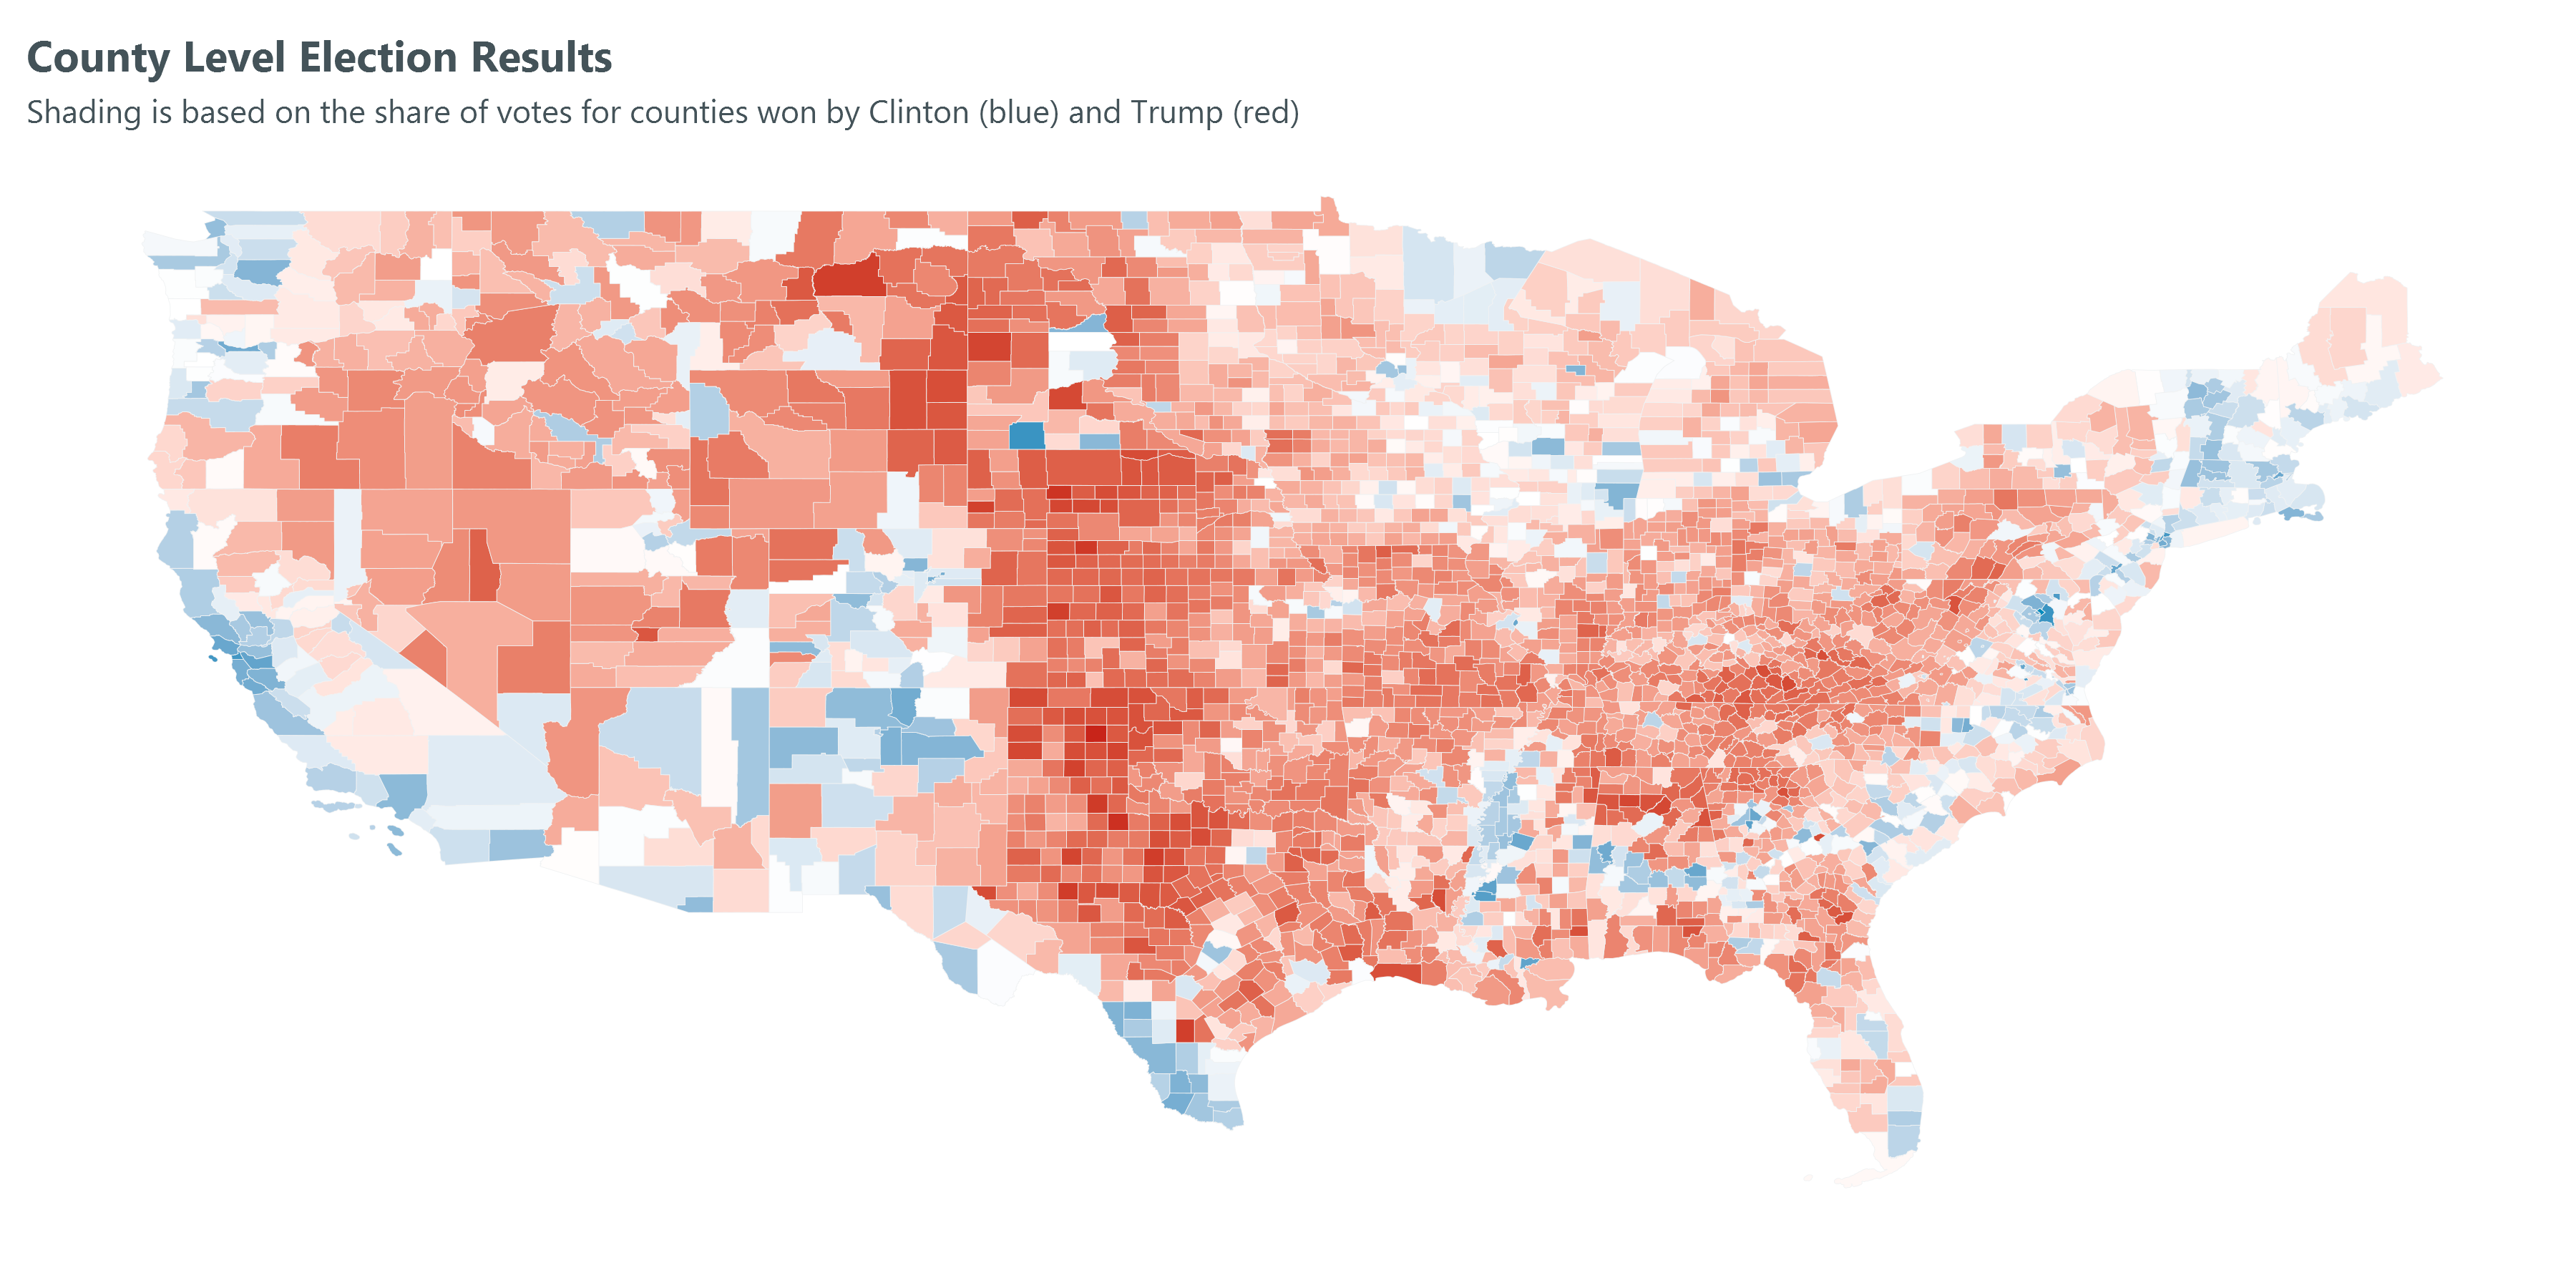 County Level Election Results
Shading is based on the share of votes for counties won by Clinton (blue) and Trump (red)